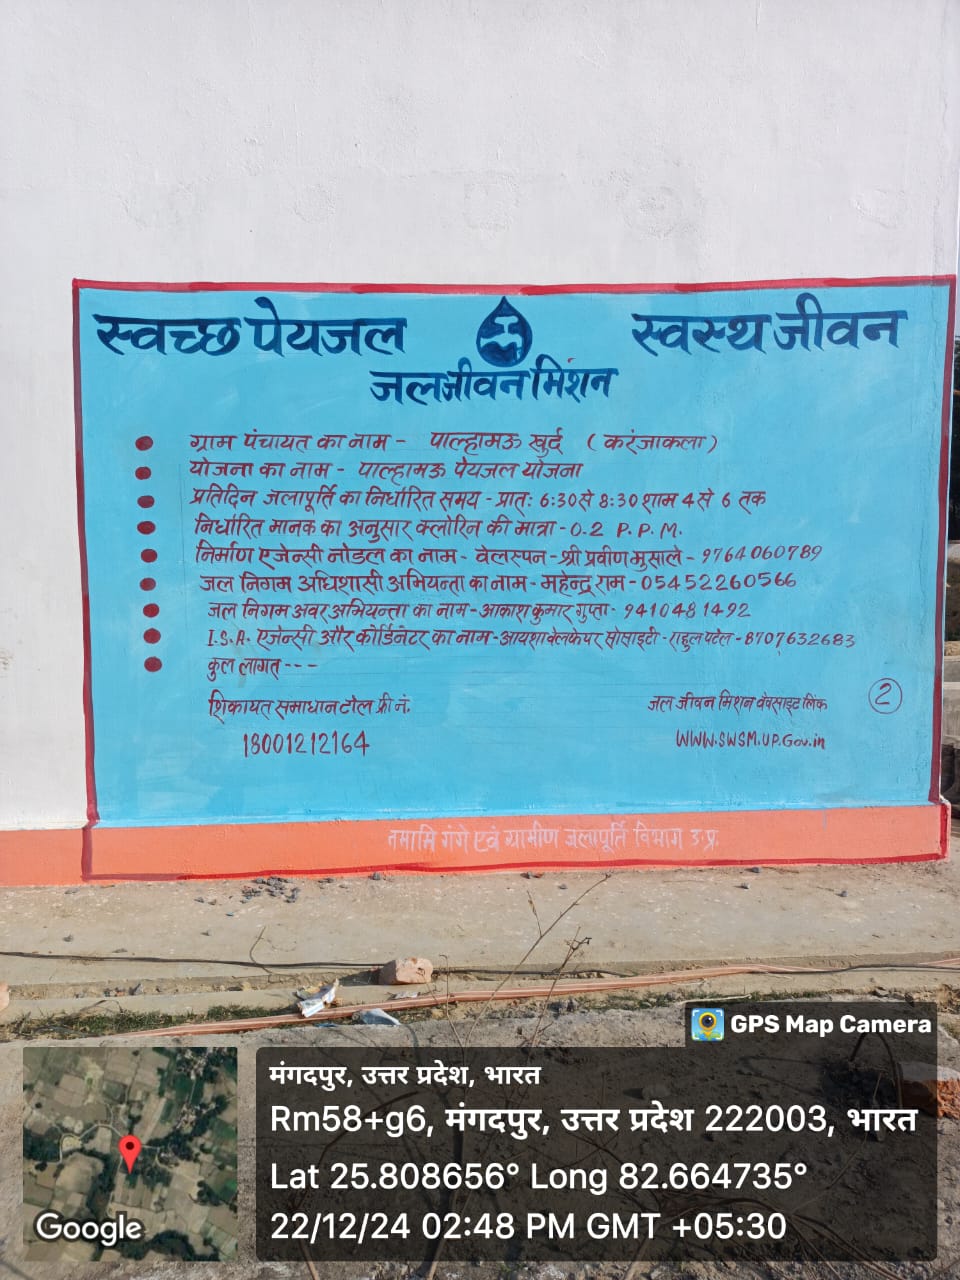 स्वच्छ पेयजल स्वस्थ जीवन
जल जीवन मिशन
ग्राम पंचायत का नाम - पाल्हामऊ खुर्द (करंजाकला)
योजना का नाम - पाल्हामऊ पेयजल योजना
प्रतिदिन जलापूर्ति का निर्धारित समय - प्रातः 6:30 से 8:30 शाम 4 से 6 तक
निर्धारित मानक का अनुसार क्लोरिन की मात्रा - 0.2 P.P.M.
निर्माण एजेन्सी नोडल का नाम - वेलस्पन - श्री प्रवीण मुसाले - 9764060789
जल निगम अधिशासी अभियन्ता का नाम - महेन्द्र राम - 05452260566
जल निगम अवर अभियन्ता का नाम - आकाश कुमार गुप्ता - 9410481492
I.S.A. एजेन्सी और कोर्डिनेटर का नाम - आयशा वेलफेयर सोसाइटी - राहुल पटेल - 8707632683
कुल लागत ---
शिकायत समाधान टोल फ्री नं. जल जीवन मिशन वेबसाइट लिंक 2
18001212164 WWW.SWSM.UP.Gov.in
नमामि गंगे एवं ग्रामीण जलापूर्ति विभाग उ.प्र.
GPS Map Camera
मंगदपुर, उत्तर प्रदेश, भारत
Rm58+g6, मंगदपुर, उत्तर प्रदेश 222003, भारत
Lat 25.808656° Long 82.664735°
22/12/24 02:48 PM GMT +05:30
Google